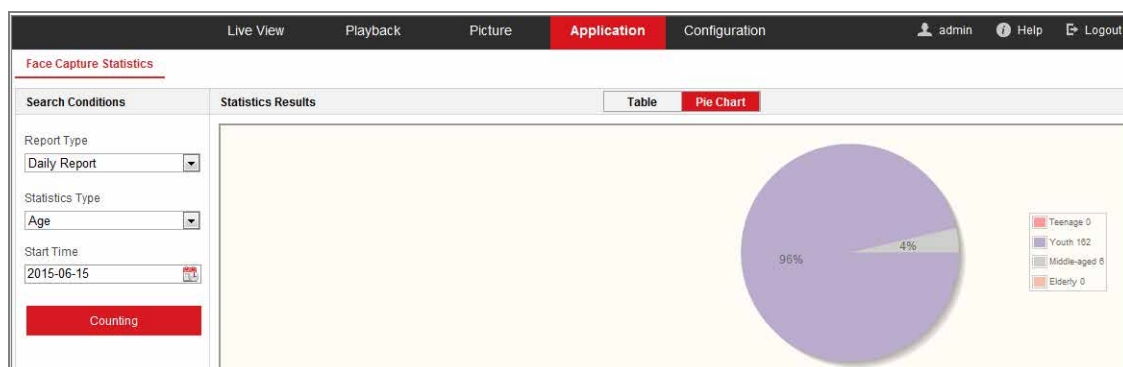 Live View Playback Picture Application Configuration admin Help Logout
Face Capture Statistics
Search Conditions Statistics Results Table Pie Chart
Report Type
Daily Report
Statistics Type
Age
Start Time
2015-06-15
Counting
96%
4%
Teenage 0
Youth 162
Middle-aged 6
Elderly 0